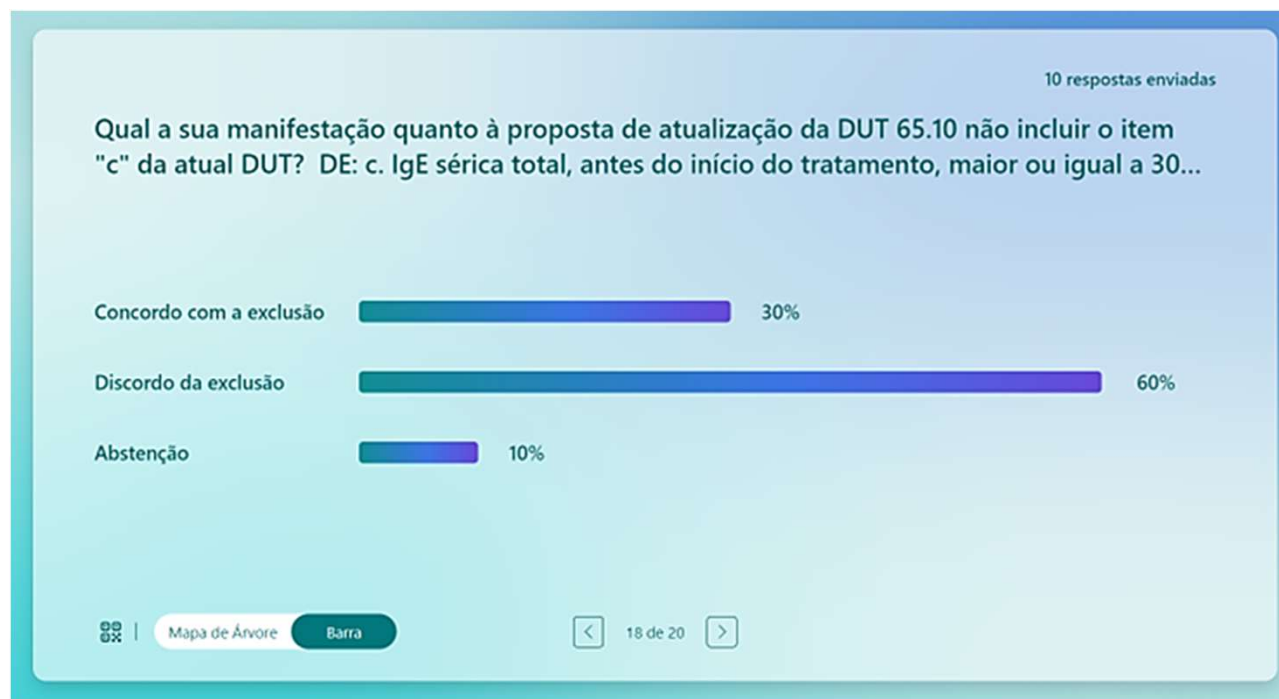 10 respostas enviadas
Qual a sua manifestação quanto à proposta de atualização da DUT 65.10 não incluir o item
"c" da atual DUT? DE: c. IgE sérica total, antes do início do tratamento, maior ou igual a 30...
Concordo com a exclusão 30%
Discordo da exclusão 60%
Abstenção 10%
Mapa de Árvore Barra 18 de 20